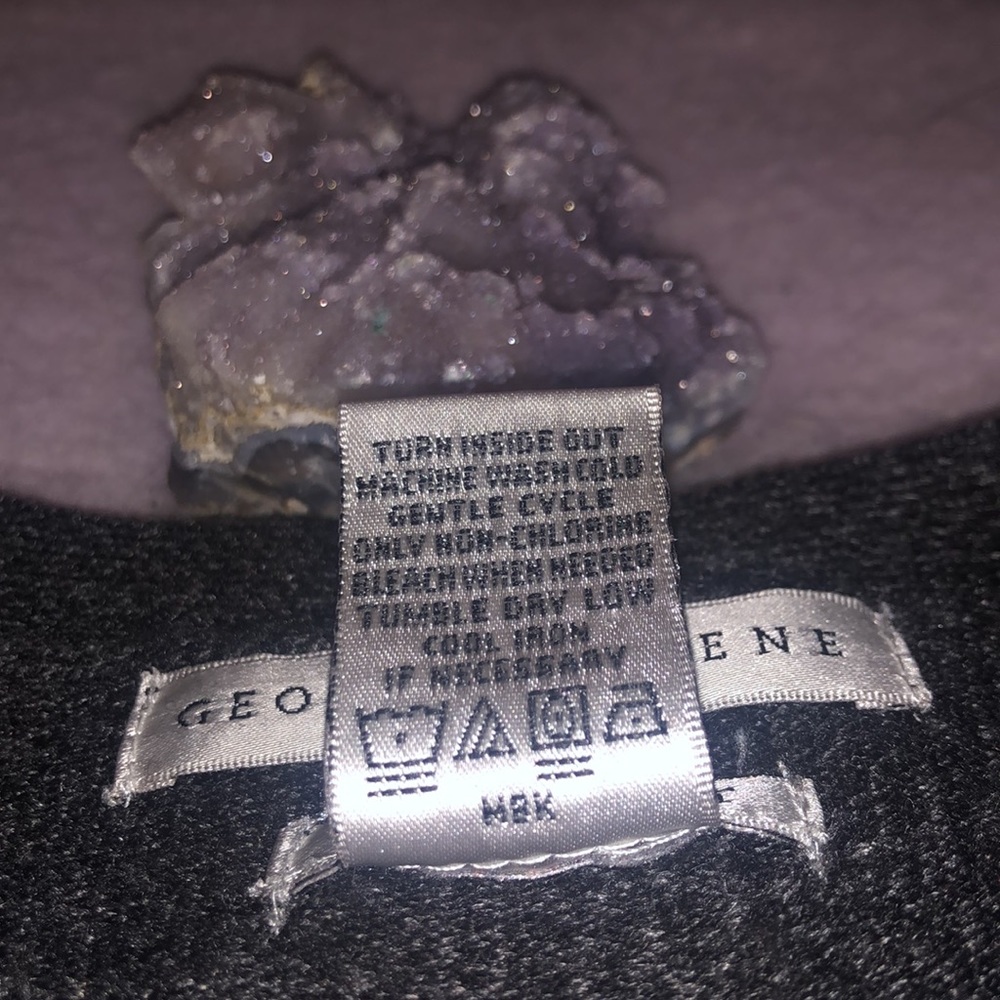 TURN INSIDE OUT
MACHINE WASH COLD
GENTLE CYCLE
ONLY NON-CHLORINE
BLEACH WHEN NEEDED
TUMBLE DRY LOW
COOL IRON
IF NECESSARY
GEO ENE
MBK